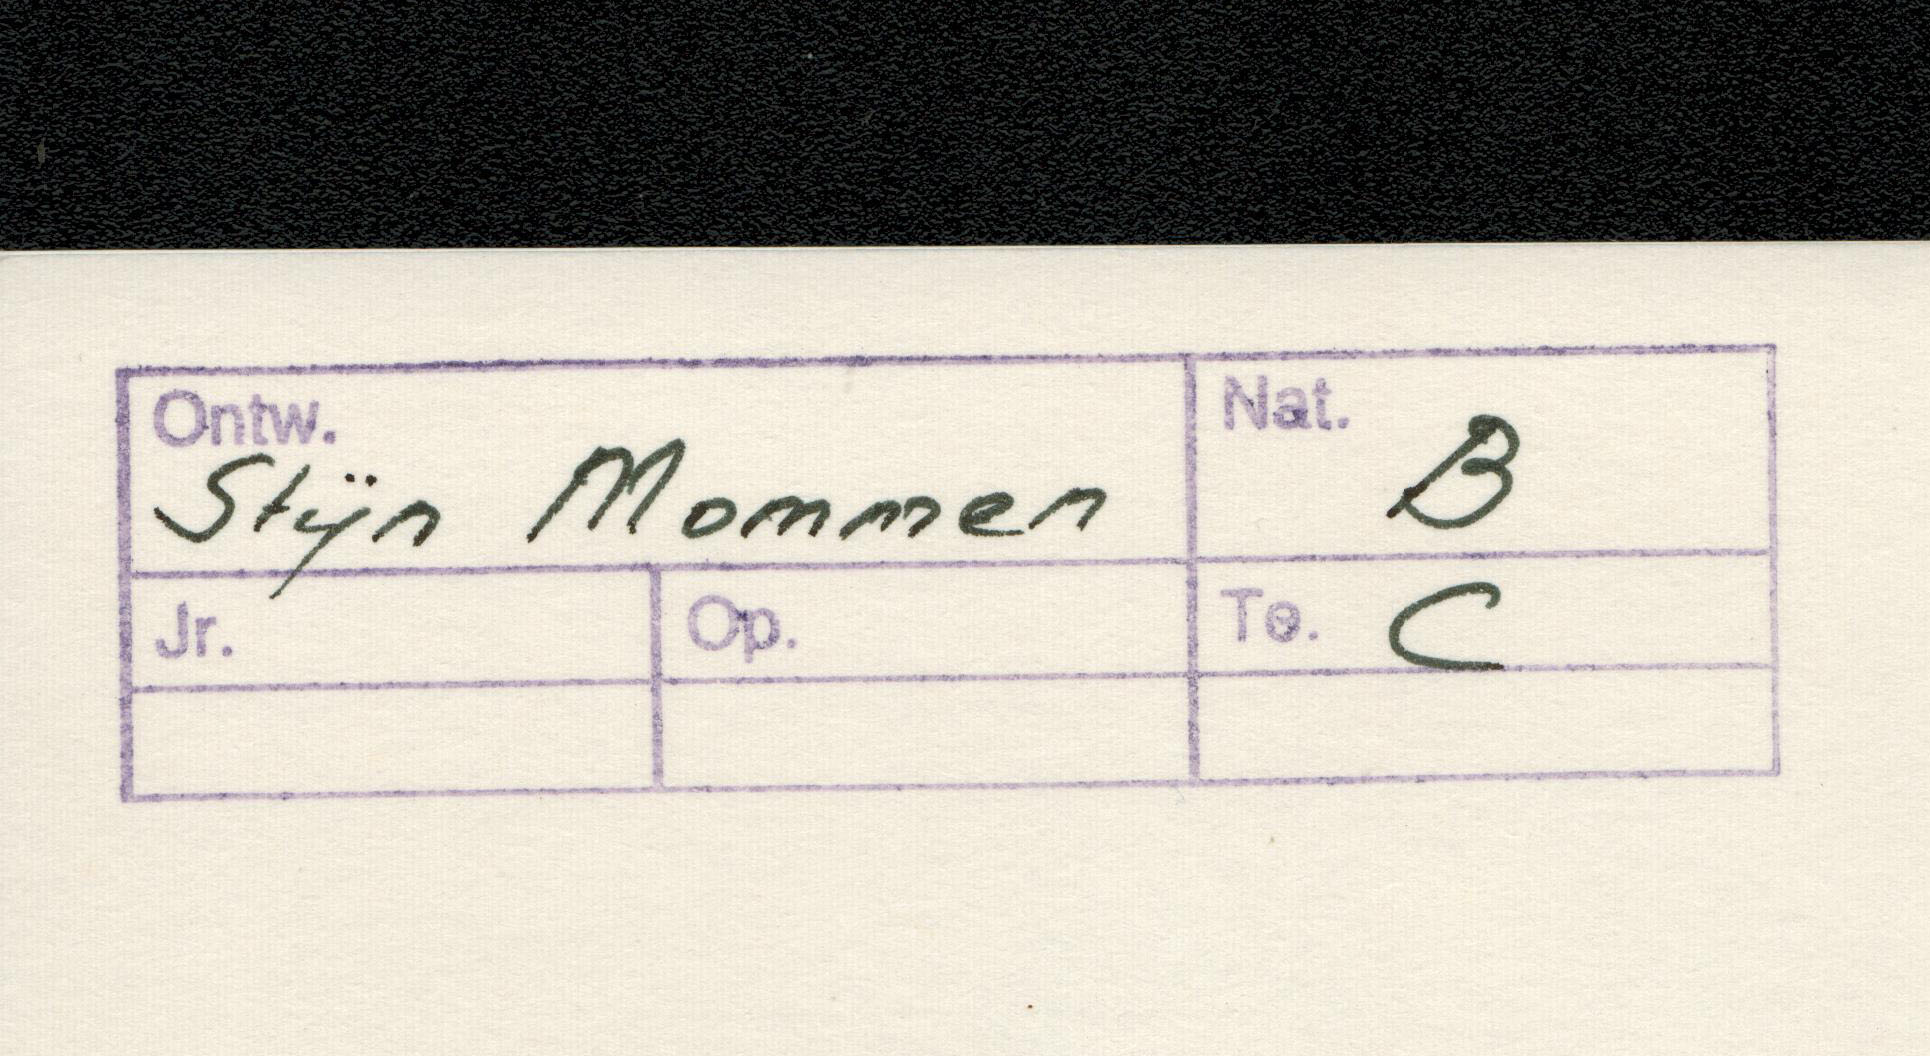 Ontw.
Nat.
Stijn Mommen
B
Jr.
Op.
Te. C